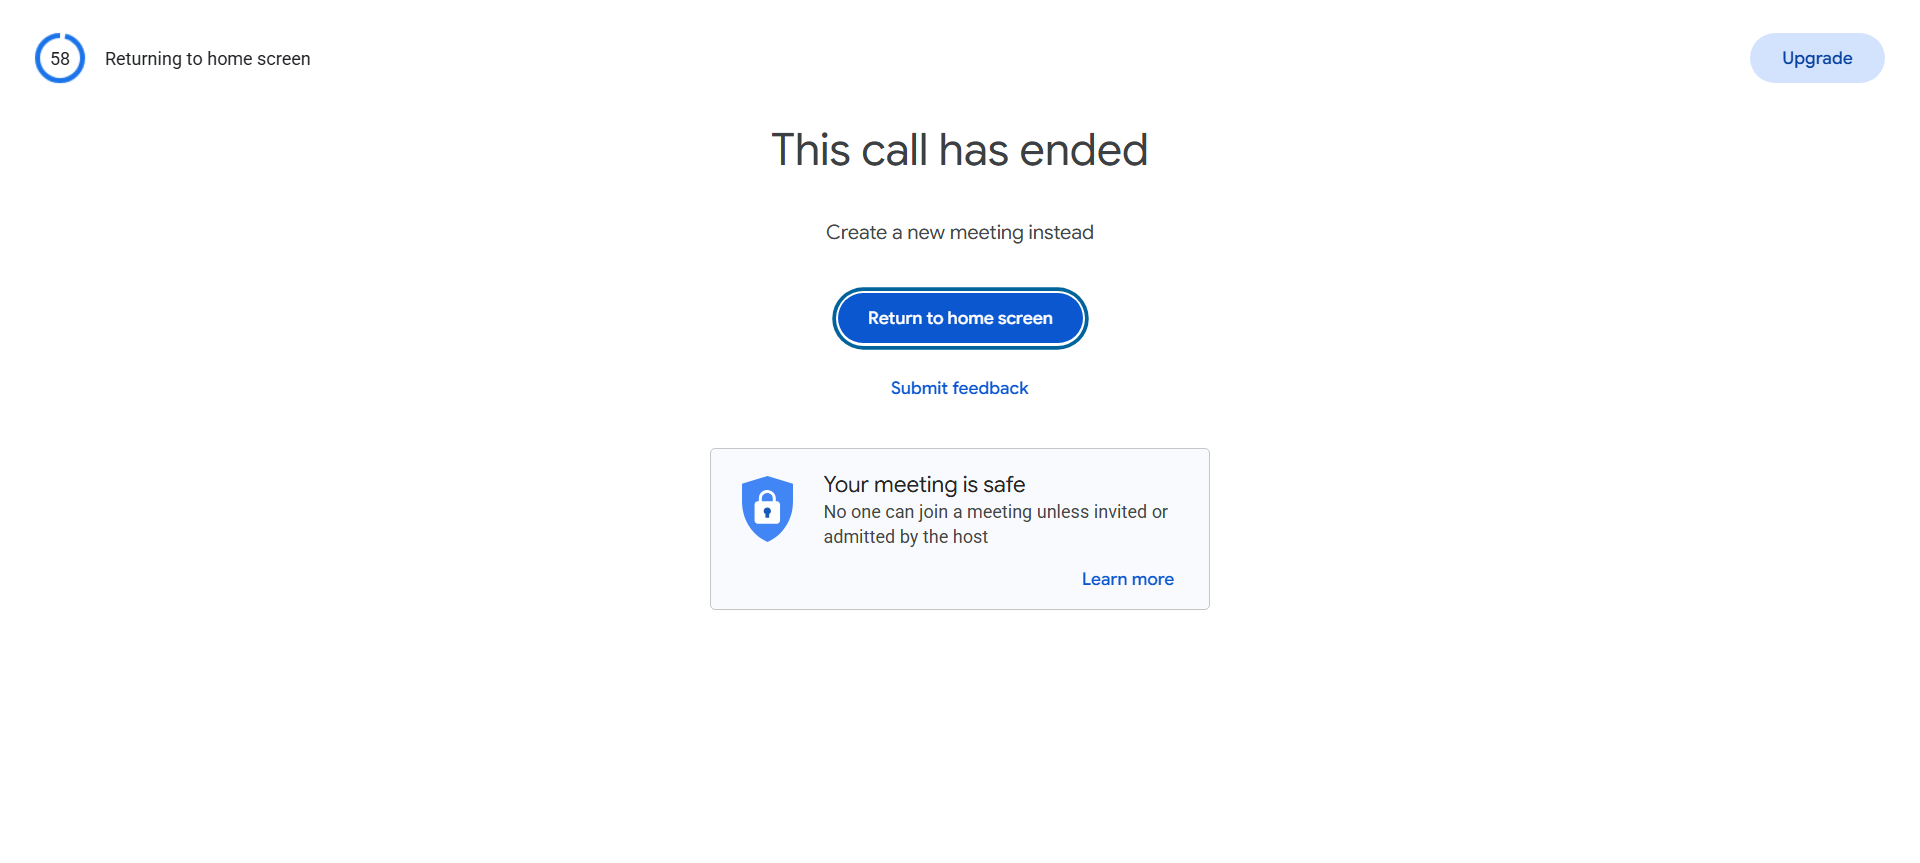 58
Returning to home screen
Upgrade
This call has ended
Create a new meeting instead
Return to home screen
Submit feedback
Your meeting is safe
No one can join a meeting unless invited or
admitted by the host
Learn more